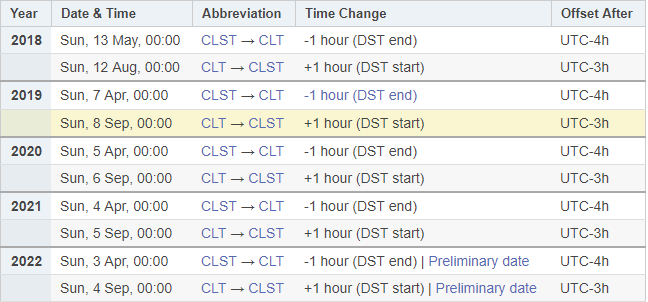 Year Date & Time Abbreviation Time Change Offset After
2018 Sun, 13 May, 00:00 CLST → CLT -1 hour (DST end) UTC-4h
Sun, 12 Aug, 00:00 CLT → CLST +1 hour (DST start) UTC-3h
2019 Sun, 7 Apr, 00:00 CLST → CLT -1 hour (DST end) UTC-4h
Sun, 8 Sep, 00:00 CLT → CLST +1 hour (DST start) UTC-3h
2020 Sun, 5 Apr, 00:00 CLST → CLT -1 hour (DST end) UTC-4h
Sun, 6 Sep, 00:00 CLT → CLST +1 hour (DST start) UTC-3h
2021 Sun, 4 Apr, 00:00 CLST → CLT -1 hour (DST end) UTC-4h
Sun, 5 Sep, 00:00 CLT → CLST +1 hour (DST start) UTC-3h
2022 Sun, 3 Apr, 00:00 CLST → CLT -1 hour (DST end) | Preliminary date UTC-4h
Sun, 4 Sep, 00:00 CLT → CLST +1 hour (DST start) | Preliminary date UTC-3h